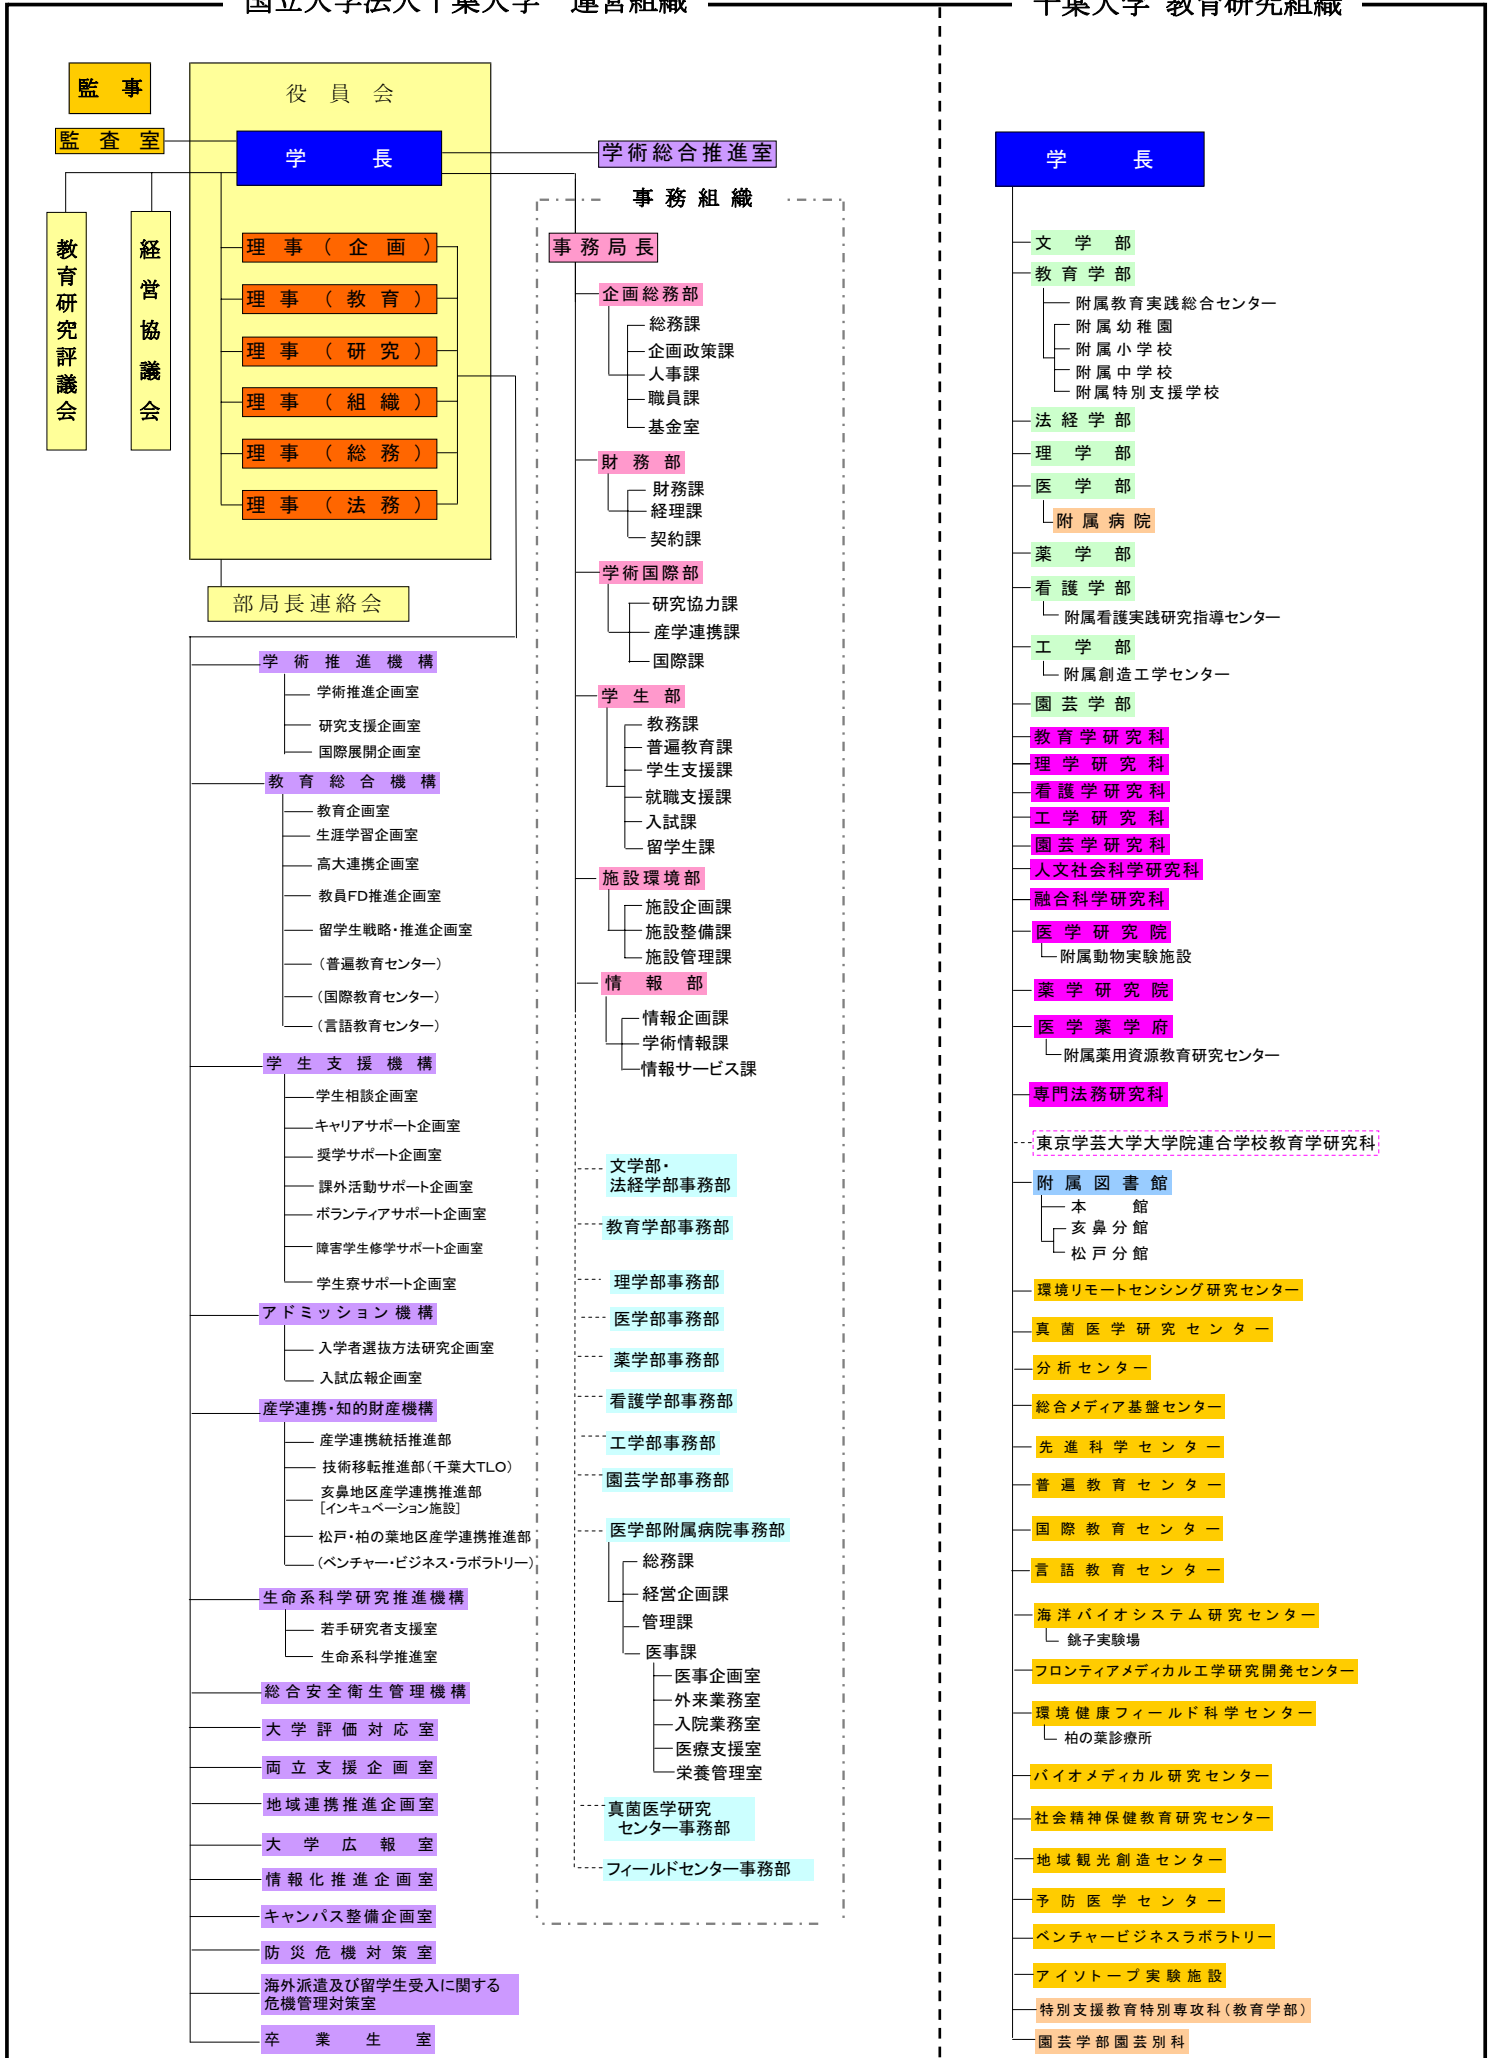 国立大学法人千葉大学　運営組織
監　事
役　員　会
監　査　室
学　長
学術総合推進室
教育研究評議会
経営協議会
理　事　（　企　画　）
理　事　（　教　育　）
理　事　（　研　究　）
理　事　（　組　織　）
理　事　（　総　務　）
理　事　（　法　務　）
部局長連絡会
学　術　推　進　機　構
学術推進企画室
研究支援企画室
国際展開企画室
教　育　総　合　機　構
教育企画室
生涯学習企画室
高大連携企画室
教員FD推進企画室
留学生戦略・推進企画室
（普遍教育センター）
（国際教育センター）
（言語教育センター）
学　生　支　援　機　構
学生相談企画室
キャリアサポート企画室
奨学サポート企画室
課外活動サポート企画室
ボランティアサポート企画室
障害学生修学サポート企画室
学生寮サポート企画室
アドミッション機構
入学者選抜方法研究企画室
入試広報企画室
産学連携・知的財産機構
産学連携統括推進部
技術移転推進部（千葉大TLO）
亥鼻地区産学連携推進部
［インキュベーション施設］
松戸・柏の葉地区産学連携推進部
（ベンチャー・ビジネス・ラボラトリー）
生命系科学研究推進機構
若手研究者支援室
生命系科学推進室
総合安全衛生管理機構
大学評価対応室
両立支援企画室
地域連携推進企画室
大　学　広　報　室
情報化推進企画室
キャンパス整備企画室
防災危機対策室
海外派遣及び留学生受入に関する
危機管理対策室
卒　業　生　室
事務組織
事務局長
企画総務部
総務課
企画政策課
人事課
職員課
基金室
財務部
財務課
経理課
契約課
学術国際部
研究協力課
産学連携課
国際課
学生部
教務課
普遍教育課
学生支援課
就職支援課
入試課
留学生課
施設環境部
施設企画課
施設整備課
施設管理課
情　報　部
情報企画課
学術情報課
情報サービス課
文学部・
法経学部事務部
教育学部事務部
理学部事務部
医学部事務部
薬学部事務部
看護学部事務部
工学部事務部
園芸学部事務部
医学部附属病院事務部
総務課
経営企画課
管理課
医事課
医事企画室
外来業務室
入院業務室
医療支援室
栄養管理室
真菌医学研究
センター事務部
フィールドセンター事務部
千葉大学 教育研究組織
学　長
文　学　部
教育学部
附属教育実践総合センター
附属幼稚園
附属小学校
附属中学校
附属特別支援学校
法経学部
理　学　部
医　学　部
附属病院
薬　学　部
看護学部
附属看護実践研究指導センター
工　学　部
附属創造工学センター
園芸学部
教育学研究科
理学研究科
看護学研究科
工学研究科
園芸学研究科
人文社会科学研究科
融合科学研究科
医学研究院
附属動物実験施設
薬学研究院
医学薬学府
附属薬用資源教育研究センター
専門法務研究科
東京学芸大学大学院連合学校教育学研究科
附属図書館
本　館
亥鼻分館
松戸分館
環境リモートセンシング研究センター
真菌医学研究センター
分析センター
総合メディア基盤センター
先進科学センター
普遍教育センター
国際教育センター
言語教育センター
海洋バイオシステム研究センター
銚子実験場
フロンティアメディカル工学研究開発センター
環境健康フィールド科学センター
柏の葉診療所
バイオメディカル研究センター
社会精神保健教育研究センター
地域観光創造センター
予防医学センター
ベンチャービジネスラボラトリー
アイソトープ実験施設
特別支援教育特別専攻科（教育学部）
園芸学部園芸別科